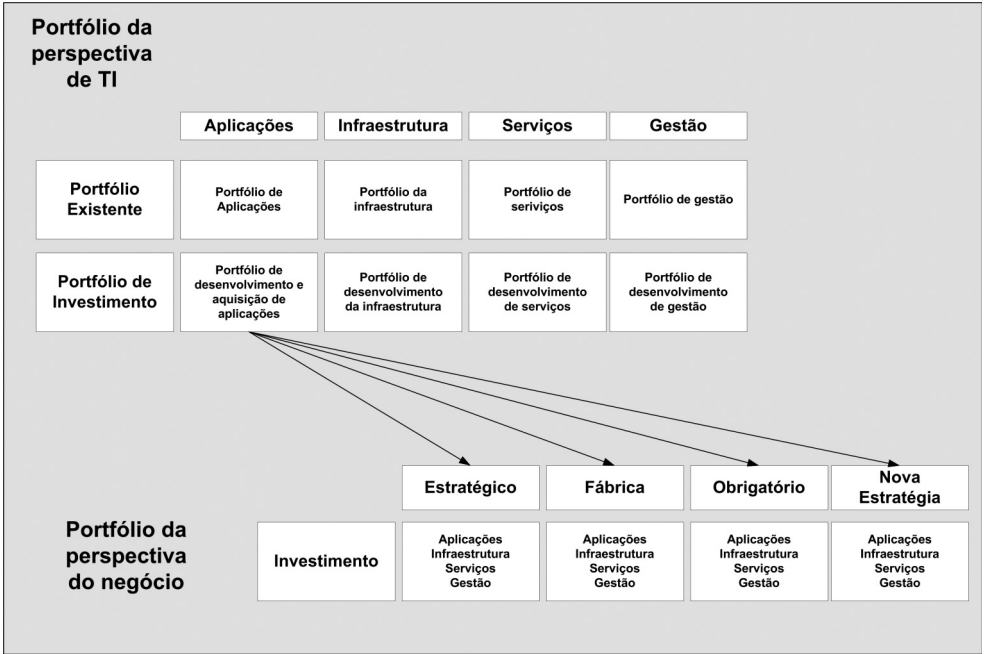 Portfólio da
perspectiva
de TI
Aplicações
Infraestrutura
Serviços
Gestão
Portfólio
Existente
Portfólio de
Aplicações
Portfólio da
infraestrutura
Portfólio de
seriviços
Portfólio de gestão
Portfólio de
Investimento
Portfólio de
desenvolvimento e
aquisição de
aplicações
Portfólio de
desenvolvimento
da infraestrutura
Portfólio de
desenvolvimento
de serviços
Portfólio de
desenvolvimento
de gestão
Estratégico
Fábrica
Obrigatório
Nova
Estratégia
Portfólio da
perspectiva
do negócio
Investimento
Aplicações
Infraestrutura
Serviços
Gestão
Aplicações
Infraestrutura
Serviços
Gestão
Aplicações
Infraestrutura
Serviços
Gestão
Aplicações
Infraestrutura
Serviços
Gestão